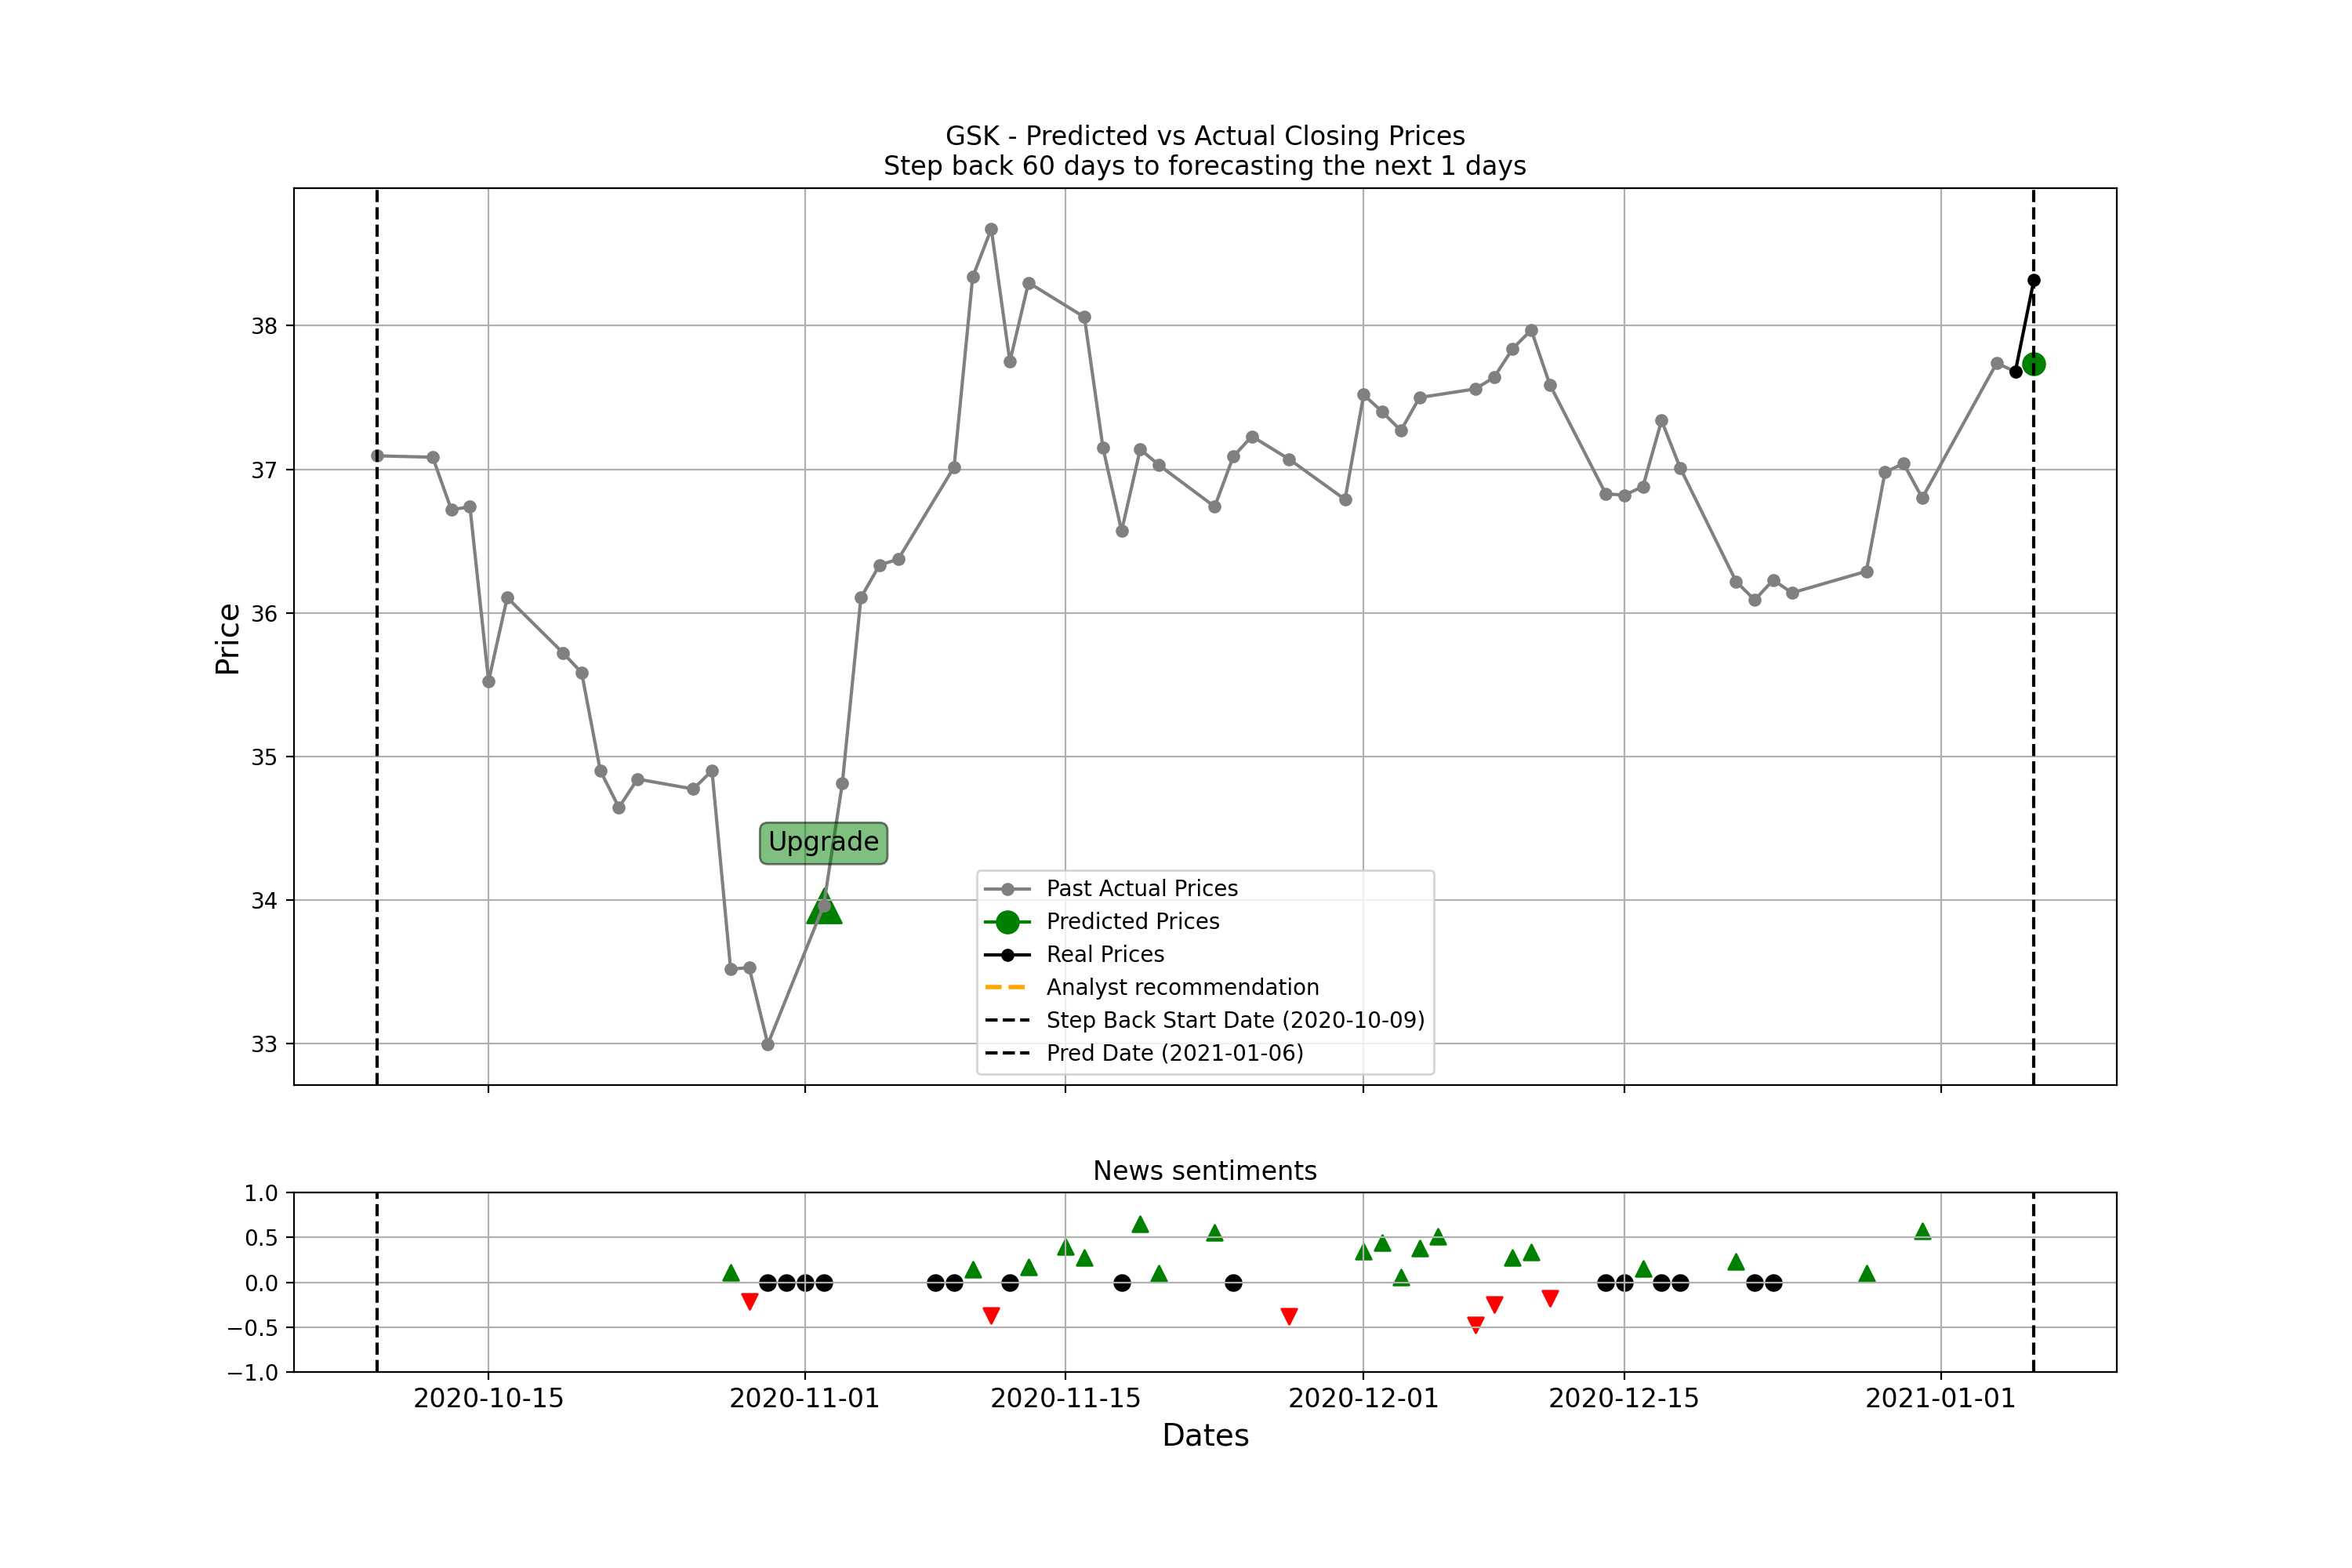 GSK - Predicted vs Actual Closing Prices
Step back 60 days to forecasting the next 1 days
Price
38
37
36
35
34
33
Upgrade
Past Actual Prices
Predicted Prices
Real Prices
Analyst recommendation
Step Back Start Date (2020-10-09)
Pred Date (2021-01-06)
News sentiments
1.0
0.5
0.0
−0.5
−1.0
2020-10-15 2020-11-01 2020-11-15 2020-12-01 2020-12-15 2021-01-01
Dates